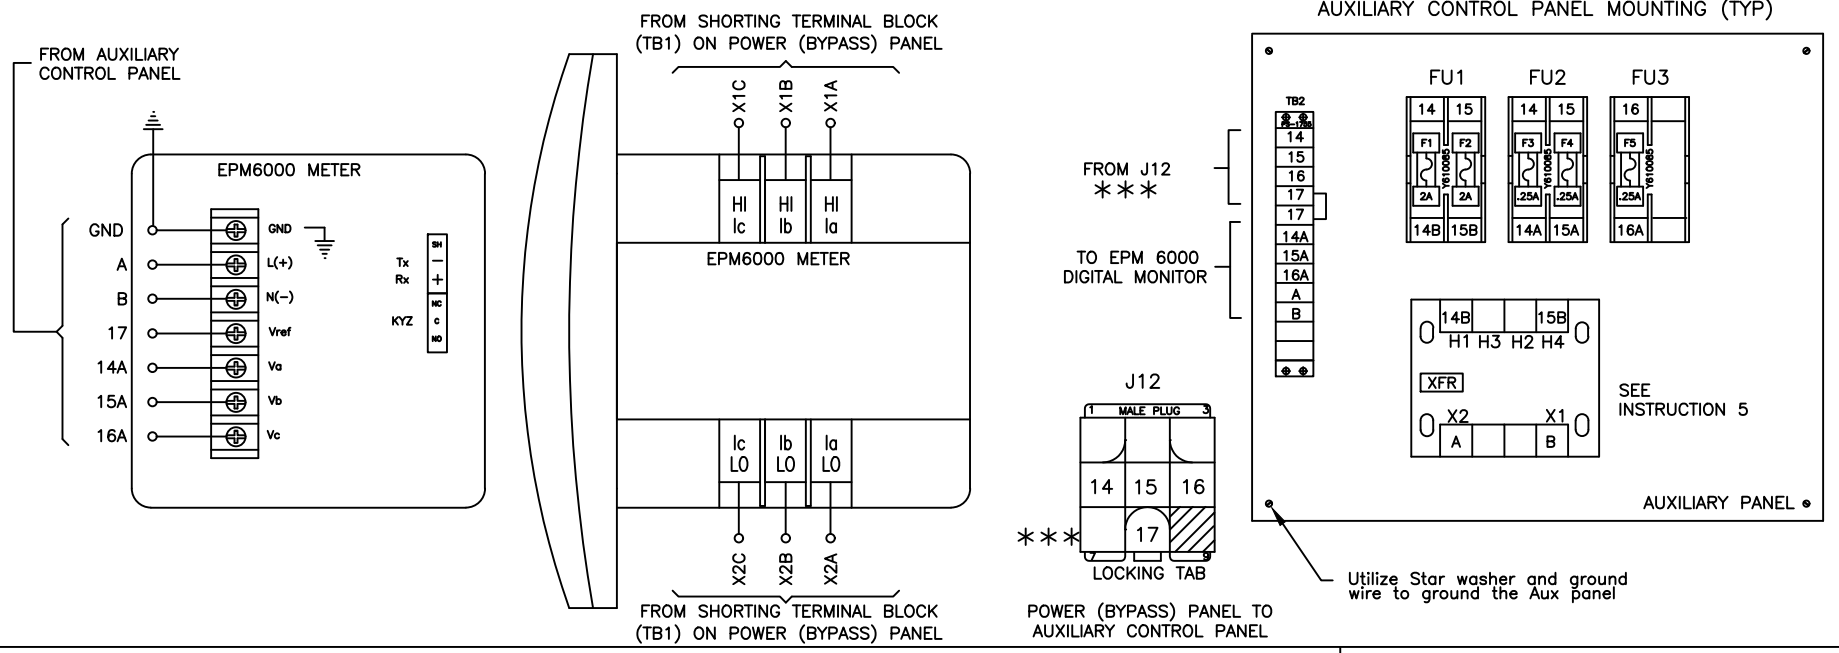 FROM AUXILIARY
CONTROL PANEL
EPM6000 METER
GND
A
B
17
14A
15A
16A
GND
L(+)
N(-)
Vref
Va
Vb
Vc
Tx
Rx
KYZ
SH
-
+
NC
c
NO
FROM SHORTING TERMINAL BLOCK
(TB1) ON POWER (BYPASS) PANEL
X1C X1B X1A
HI HI HI
Ic Ib Ia
EPM6000 METER
Ic Ib Ia
LO LO LO
X2C X2B X2A
FROM SHORTING TERMINAL BLOCK
(TB1) ON POWER (BYPASS) PANEL
FROM J12
***
TO EPM 6000
DIGITAL MONITOR
J12
1 MALE PLUG 3
14 15 16
*** 17
7 9
LOCKING TAB
POWER (BYPASS) PANEL TO
AUXILIARY CONTROL PANEL
AUXILIARY CONTROL PANEL MOUNTING (TYP)
TB2
14
15
16
17
17
14A
15A
16A
A
B
FU1 FU2 FU3
14 15 14 15 16
F1 F2 F3 F4 F5
Y610085 Y610085 Y610085
2A 2A .25A .25A .25A
14B 15B 14A 15A 16A
14B 15B
H1 H3 H2 H4
XFR
X2 X1
A B
SEE
INSTRUCTION 5
AUXILIARY PANEL
Utilize Star washer and ground
wire to ground the Aux panel